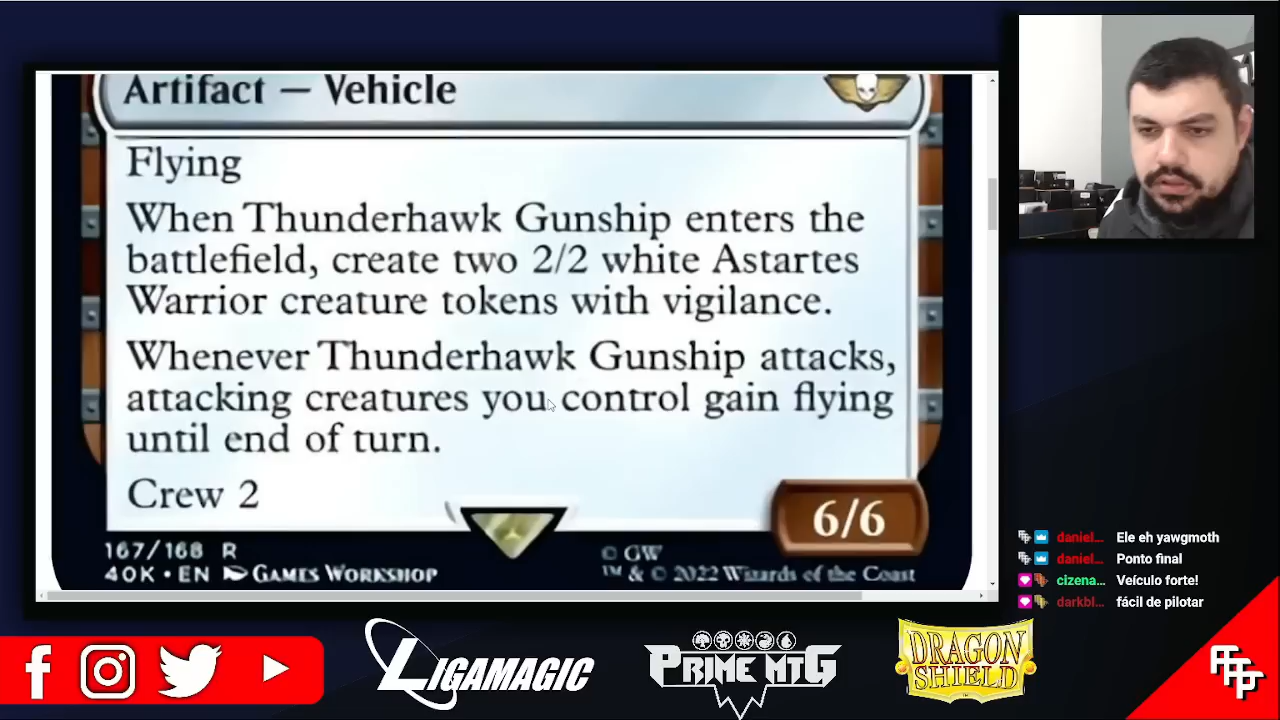 Artifact — Vehicle
Flying
When Thunderhawk Gunship enters the
battlefield, create two 2/2 white Astartes
Warrior creature tokens with vigilance.
Whenever Thunderhawk Gunship attacks,
attacking creatures you control gain flying
until end of turn.
Crew 2
6/6
167/168 R
40K • EN GAMES WORKSHOP
© GW
™ & © 2022 Wizards of the Coast
daniel... Ele eh yawgmoth
daniel... Ponto final
cizena... Veículo forte!
darkbl... fácil de pilotar
LIGAMAGIC
PRIME MTG
DRAGON
SHIELD